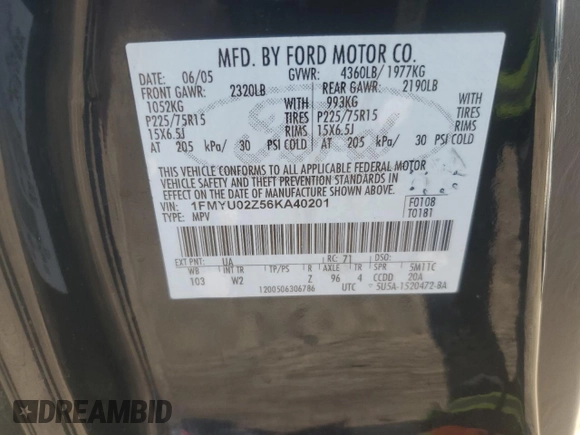 MFD. BY FORD MOTOR CO.
DATE: 06/05 GVWR: 4360LB/1977KG
FRONT GAWR: 2320LB REAR GAWR: 2190LB
1052KG WITH 993KG WITH
P225/75R15 TIRES P225/75R15 TIRES
15X6.5J RIMS 15X6.5J RIMS
AT 205 kPa/ 30 PSI COLD AT 205 kPa/ 30 PSI COLD
THIS VEHICLE CONFORMS TO ALL APPLICABLE FEDERAL MOTOR
VEHICLE SAFETY AND THEFT PREVENTION STANDARDS IN
EFFECT ON THE DATE OF MANUFACTURE SHOWN ABOVE.
VIN: 1FMYU02Z56KA40201 F0108
TYPE: MPV T0181
EXT PNT: UA RC: 71 DSO:
WB INT TR TP/PS R AXLE TR SPR 5M11C
103 W2 Z 96 4 CCDD 20A
1200506306786 UTC 5U5A-1520472-BA
DREAMBID